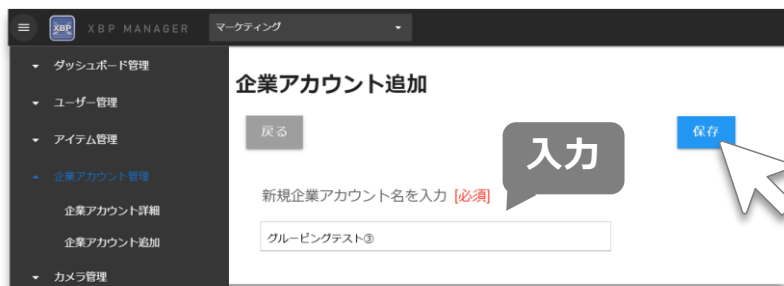 XBP XBP MANAGER マーケティング
ダッシュボード管理
ユーザー管理
アイテム管理
企業アカウント管理
企業アカウント詳細
企業アカウント追加
カメラ管理
企業アカウント追加
戻る
保存
入力
新規企業アカウント名を入力 [必須]
グルーピングテスト③